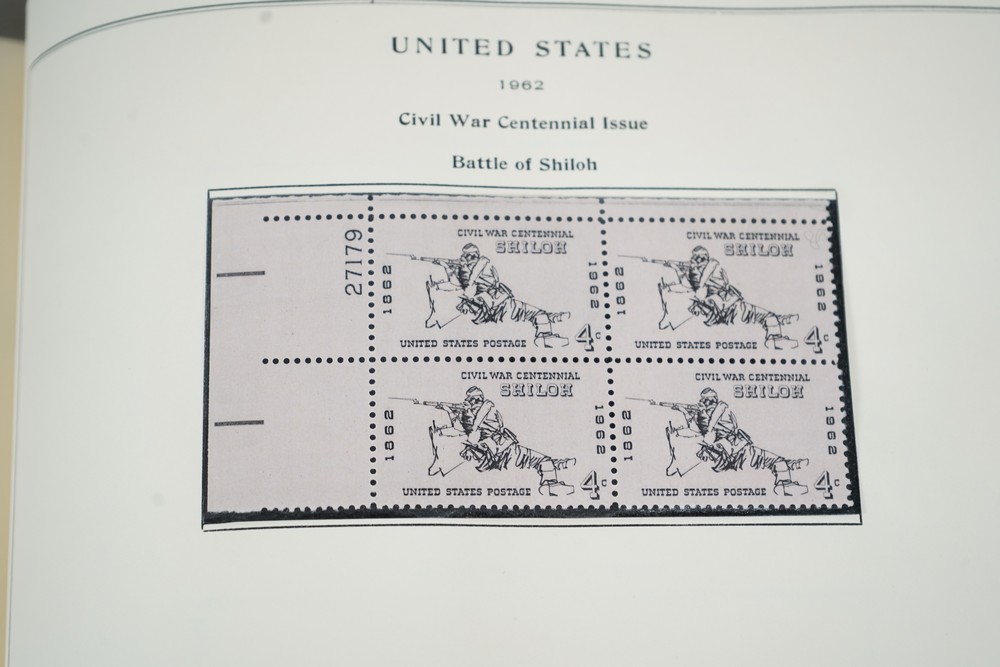 UNITED STATES
1962
Civil War Centennial Issue
Battle of Shiloh
27179
CIVIL WAR CENTENNIAL
SHILOH
1862
1962
4c
UNITED STATES POSTAGE
CIVIL WAR CENTENNIAL
SHILOH
1862
1962
4c
UNITED STATES POSTAGE
CIVIL WAR CENTENNIAL
SHILOH
1862
1962
4c
UNITED STATES POSTAGE
CIVIL WAR CENTENNIAL
SHILOH
1862
1962
4c
UNITED STATES POSTAGE